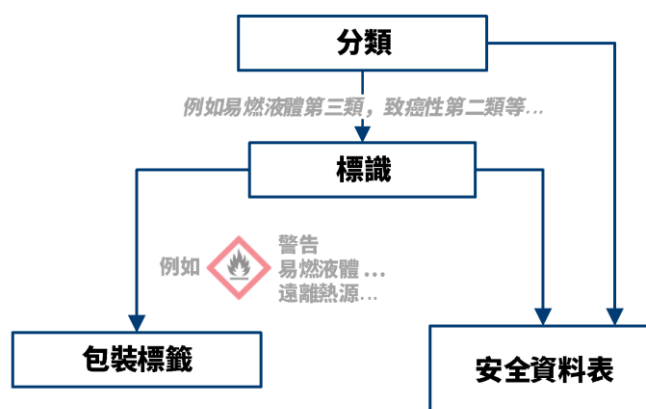 分類
例如易燃液體第三類，致癌性第二類等...
標識
例如
警告
易燃液體 ...
遠離熱源...
包裝標籤
安全資料表